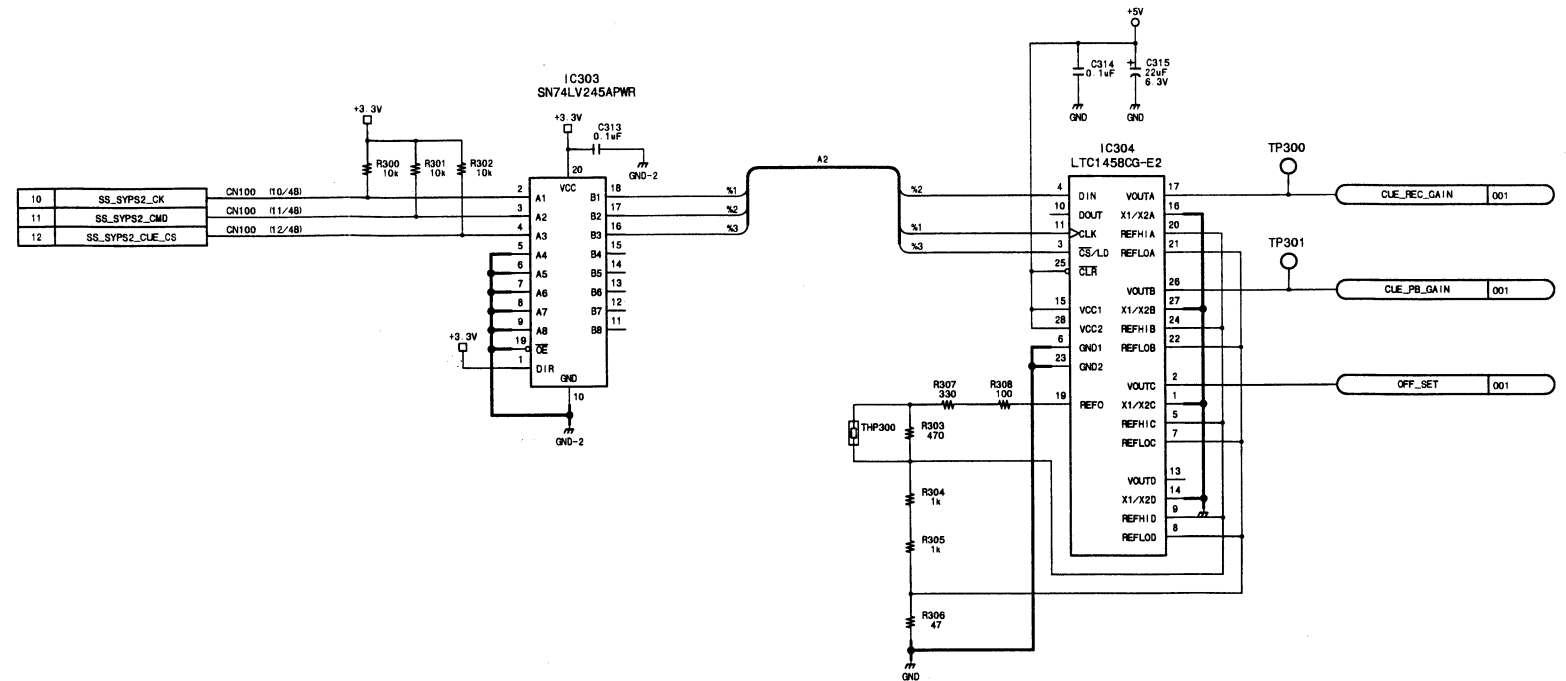 +5V
C314
0.1uF
+
C315
22uF
6.3V
GND
GND
IC303
SN74LV245APWR
+3.3V
+3.3V
C313
0.1uF
GND-2
R300
10k
R301
10k
R302
10k
A2
IC304
LTC1458CG-E2
TP300
10 SS_SYPS2_CK CN100 (10/48)
11 SS_SYPS2_CMD CN100 (11/48)
12 SS_SYPS2_CUE_CS CN100 (12/48)
20
VCC
2 A1 B1 18 %1
3 A2 B2 17 %2
4 A3 B3 16 %3
5 A4 B4 15
6 A5 B5 14
7 A6 B6 13
8 A7 B7 12
9 A8 B8 11
19 OE
+3.3V
1 DIR
GND
10
GND-2
%2 4 DIN VOUTA 17
CUE_REC_GAIN 001
10 DOUT X1/X2A 16
%1 11 CLK REFHIA 20
%3 3 CS/LD REFLOA 21
TP301
25 CLR
VOUTB 26
CUE_PB_GAIN 001
15 VCC1 X1/X2B 27
28 VCC2 REFHIB 24
6 GND1 REFLOB 22
23 GND2
VOUTC 2
OFF_SET 001
R307
330
R308
100
19 REFO X1/X2C 1
REFHIC 5
REFLOC 7
THP300
R303
470
VOUTD 13
X1/X2D 14
REFHID 9
REFLOD 8
R304
1k
R305
1k
R306
47
GND